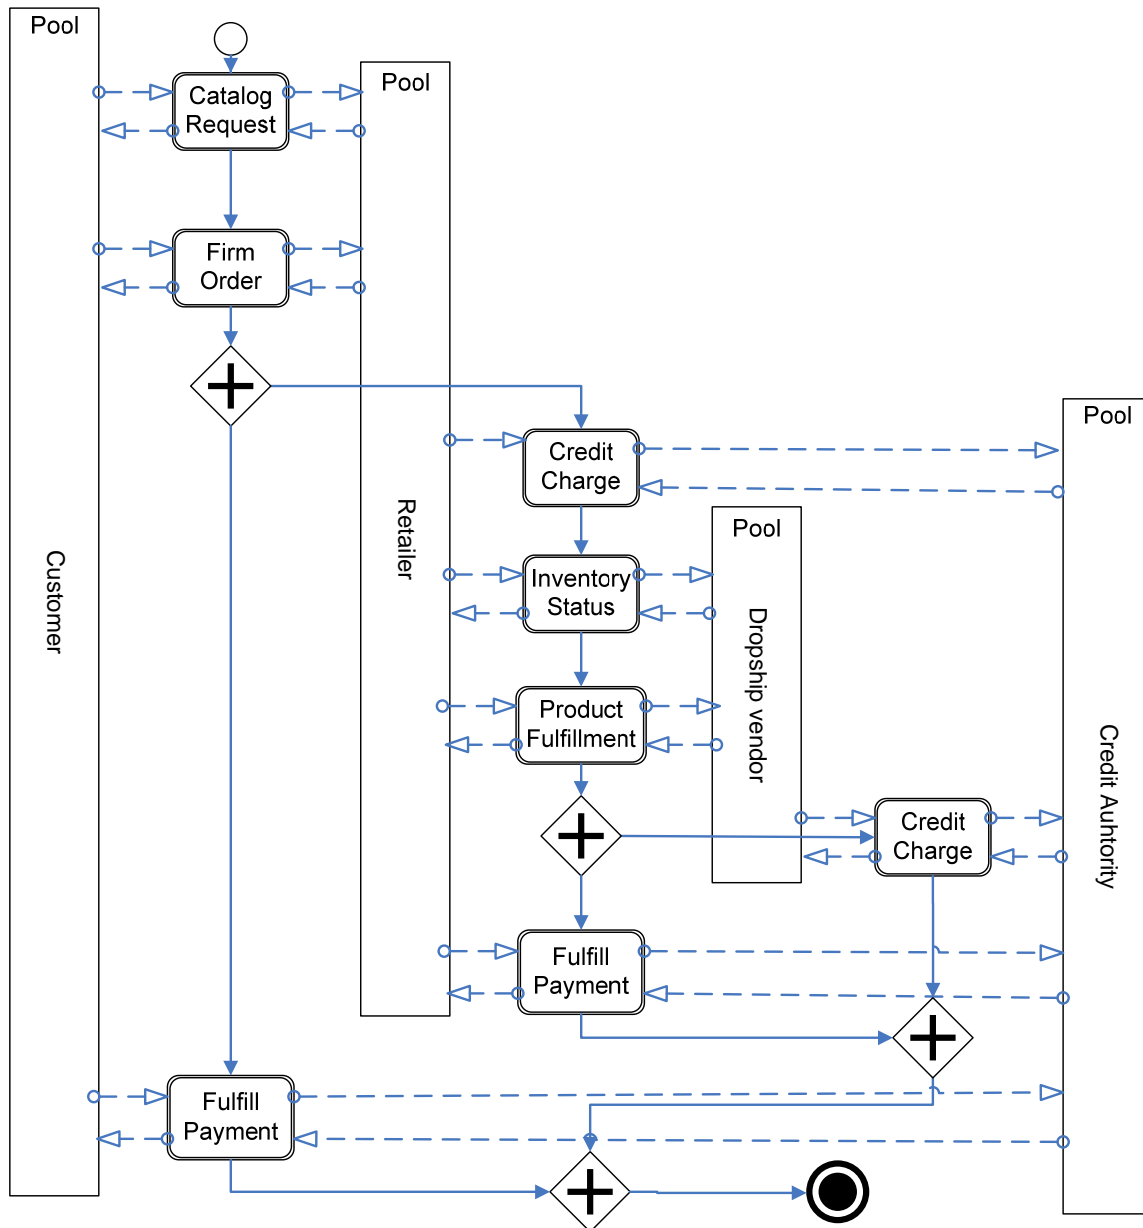 Pool
Customer
Catalog
Request
Pool
Retailer
Firm
Order
Credit
Charge
Pool
Credit Auhtority
Inventory
Status
Pool
Dropship vendor
Product
Fulfillment
Credit
Charge
Fulfill
Payment
Fulfill
Payment